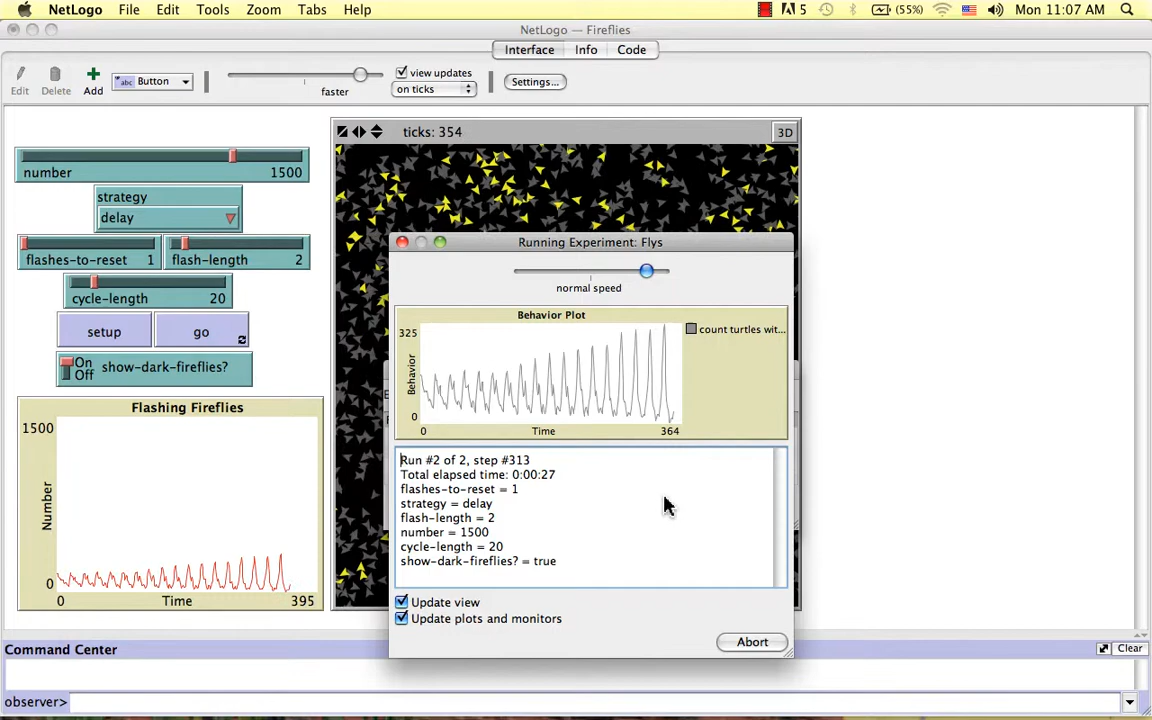 NetLogo File Edit Tools Zoom Tabs Help
5 (55%) Mon 11:07 AM
NetLogo — Fireflies
Interface Info Code
Edit Delete Add abc Button faster view updates on ticks Settings...
ticks: 354 3D
number 1500
strategy
delay
flashes-to-reset 1 flash-length 2
cycle-length 20
setup go
On
Off show-dark-fireflies?
Flashing Fireflies
1500
Number
0
0 Time 395
Running Experiment: Flys
normal speed
Behavior Plot
325
Behavior
0
0 Time 364
count turtles wit...
Run #2 of 2, step #313
Total elapsed time: 0:00:27
flashes-to-reset = 1
strategy = delay
flash-length = 2
number = 1500
cycle-length = 20
show-dark-fireflies? = true
Update view
Update plots and monitors
Abort
Command Center Clear
observer>